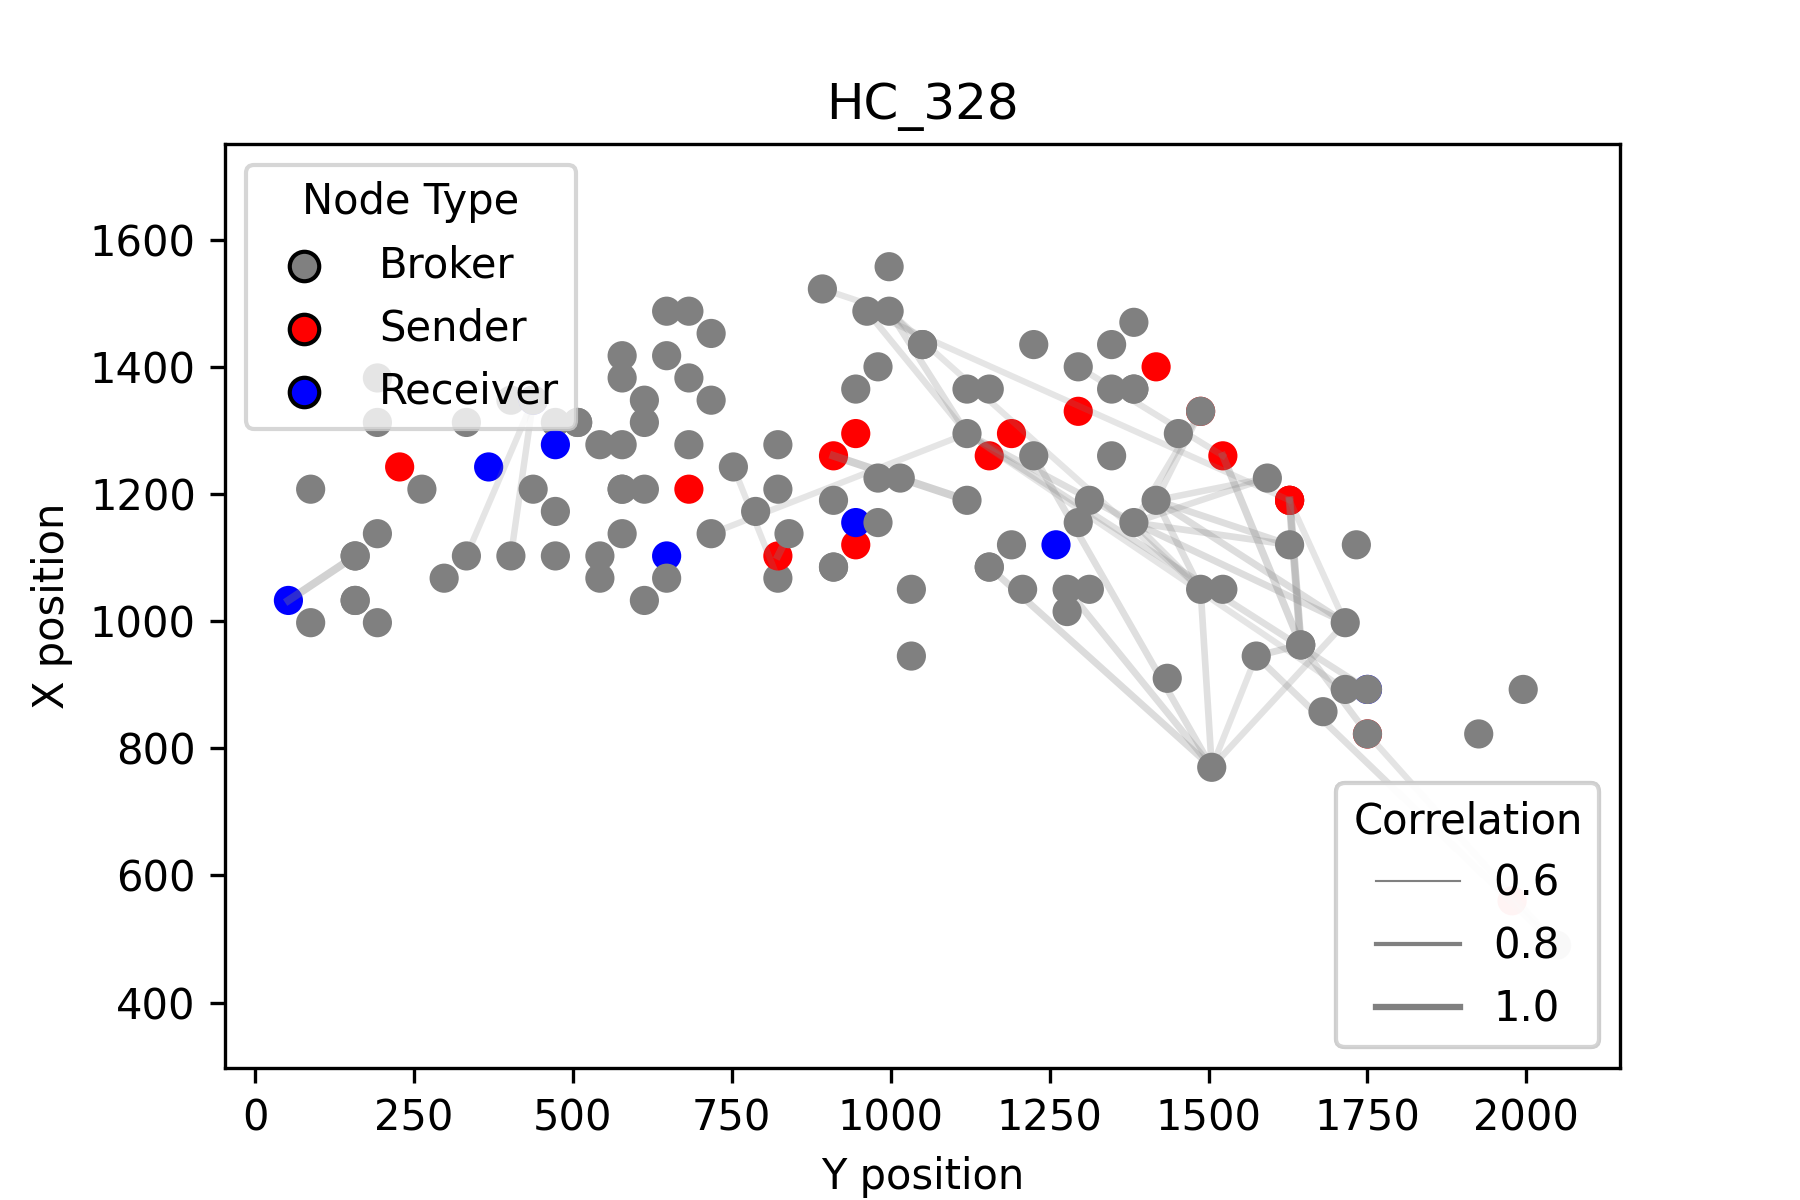 HC_328
Node Type
Broker
Sender
Receiver
1600
1400
1200
1000
800
600
400
X position
Correlation
0.6
0.8
1.0
0 250 500 750 1000 1250 1500 1750 2000
Y position